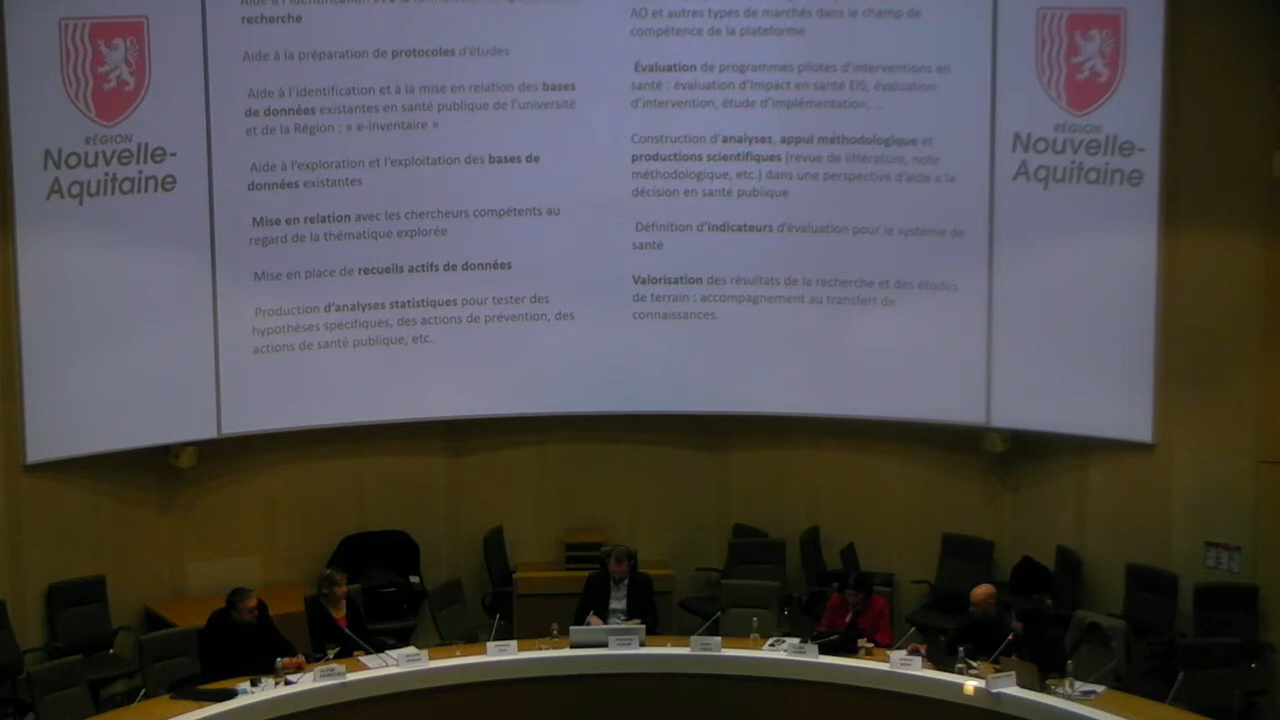 RÉGION
Nouvelle-
Aquitaine
recherche
Aide à la préparation de protocoles d'études
Aide à l'identification et à la mise en relation des bases
de données existantes en santé publique de l'université
et de la Région : « e-inventaire »
Aide à l'exploration et l'exploitation des bases de
données existantes
Mise en relation avec les chercheurs compétents au
regard de la thématique explorée
Mise en place de recueils actifs de données
Production d'analyses statistiques pour tester des
hypothèses spécifiques, des actions de prévention, des
actions de santé publique, etc.
AO et autres types de marchés dans le champ de
compétence de la plateforme
Évaluation de programmes pilotes d'interventions en
santé : évaluation d'impact en santé EIS, évaluation
d'intervention, étude d'implémentation, ...
Construction d'analyses, appui méthodologique et
productions scientifiques (revue de littérature, note
méthodologique, etc.) dans une perspective d'aide à la
décision en santé publique
Définition d'indicateurs d'évaluation pour le système de
santé
Valorisation des résultats de la recherche et des études
de terrain : accompagnement au transfert de
connaissances.
RÉGION
Nouvelle-
Aquitaine